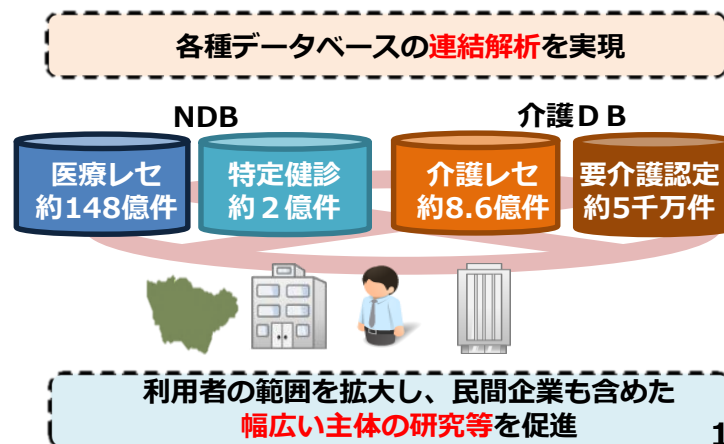 各種データベースの連結解析を実現
NDB
介護ＤＢ
医療レセ
約148億件
特定健診
約２億件
介護レセ
約8.6億件
要介護認定
約5千万件
利用者の範囲を拡大し、民間企業も含めた
幅広い主体の研究等を促進
1